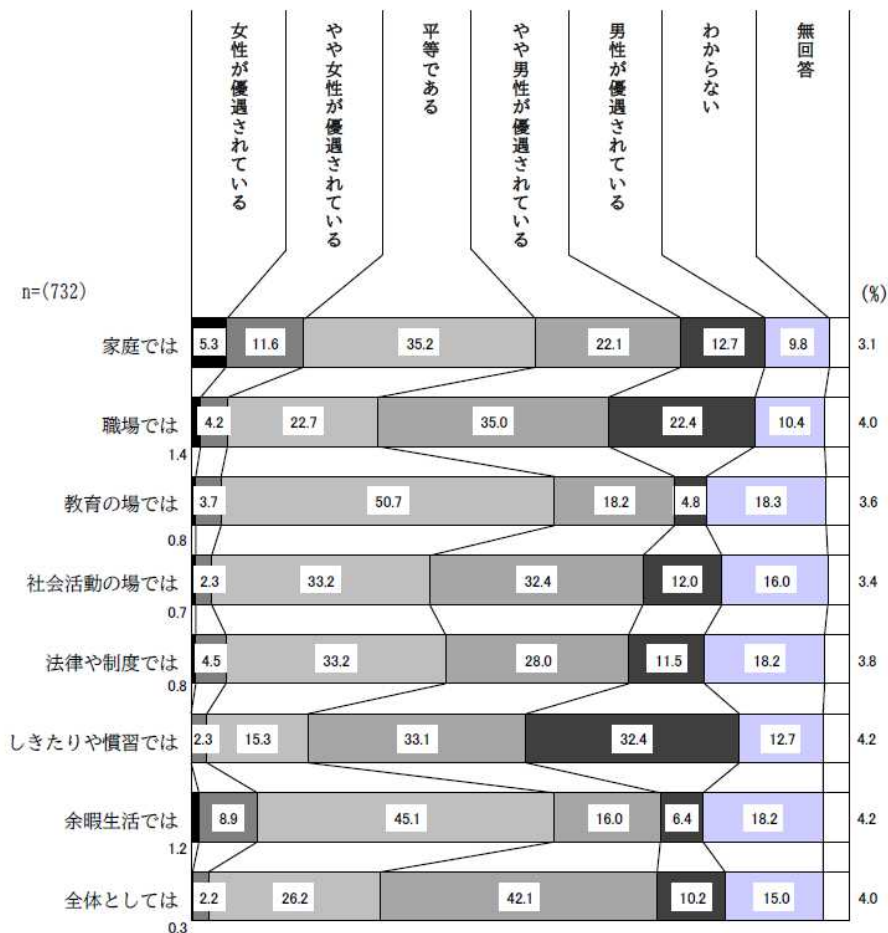 女性が優遇されている
やや女性が優遇されている
平等である
やや男性が優遇されている
男性が優遇されている
わからない
無回答
n=(732)
(%)
家庭では 5.3 11.6 35.2 22.1 12.7 9.8 3.1
職場では 4.2 22.7 35.0 22.4 10.4 4.0
1.4
教育の場では 3.7 50.7 18.2 4.8 18.3 3.6
0.8
社会活動の場では 2.3 33.2 32.4 12.0 16.0 3.4
0.7
法律や制度では 4.5 33.2 28.0 11.5 18.2 3.8
0.8
しきたりや慣習では 2.3 15.3 33.1 32.4 12.7 4.2
余暇生活では 8.9 45.1 16.0 6.4 18.2 4.2
1.2
全体としては 2.2 26.2 42.1 10.2 15.0 4.0
0.3